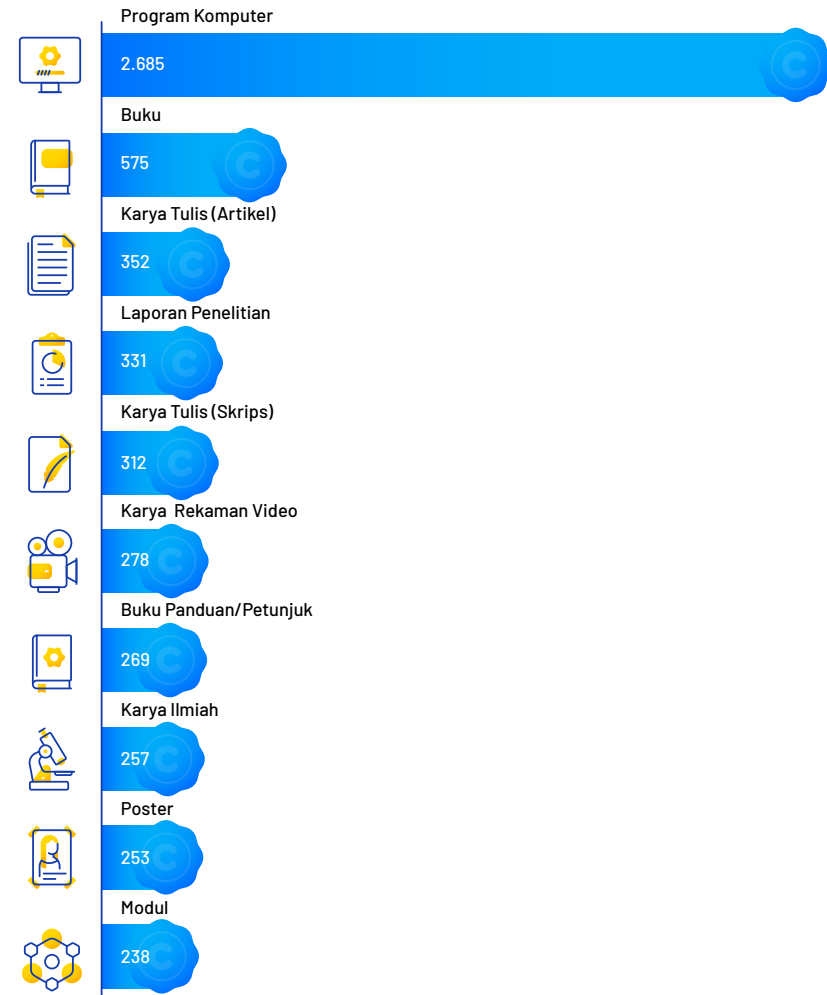 Program Komputer
2.685
Buku
575
Karya Tulis (Artikel)
352
Laporan Penelitian
331
Karya Tulis (Skrips)
312
Karya  Rekaman Video
278
Buku Panduan/Petunjuk
269
Karya Ilmiah
257
Poster
253
Modul
238